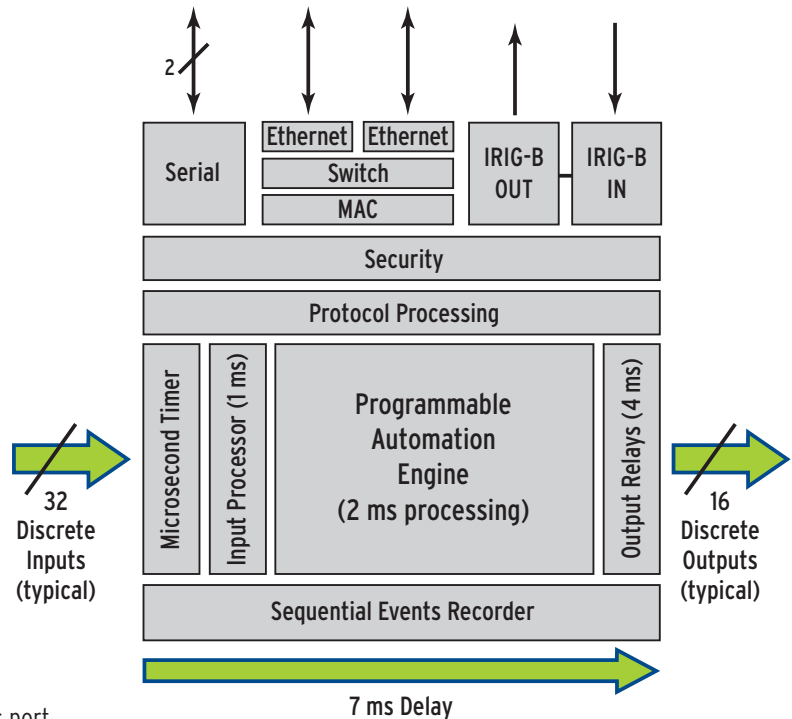 2
Ethernet
Ethernet
Serial
Switch
MAC
IRIG-B
OUT
IRIG-B
IN
Security
Protocol Processing
Microsecond Timer
Input Processor (1 ms)
Programmable
Automation
Engine
(2 ms processing)
Output Relays (4 ms)
32
Discrete
Inputs
(typical)
16
Discrete
Outputs
(typical)
Sequential Events Recorder
7 ms Delay
port